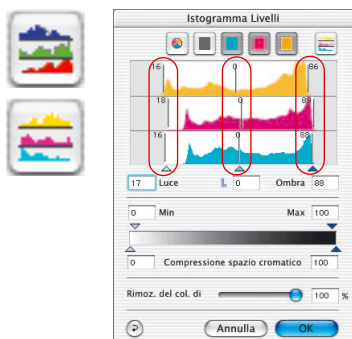 Istogramma Livelli
16 0 86
18 0 89
16 0 88
17 Luce 0 Ombra 88
0 Min Max 100
0 Compressione spazio cromatico 100
Rimoz. del col. di 100 %
Annulla OK